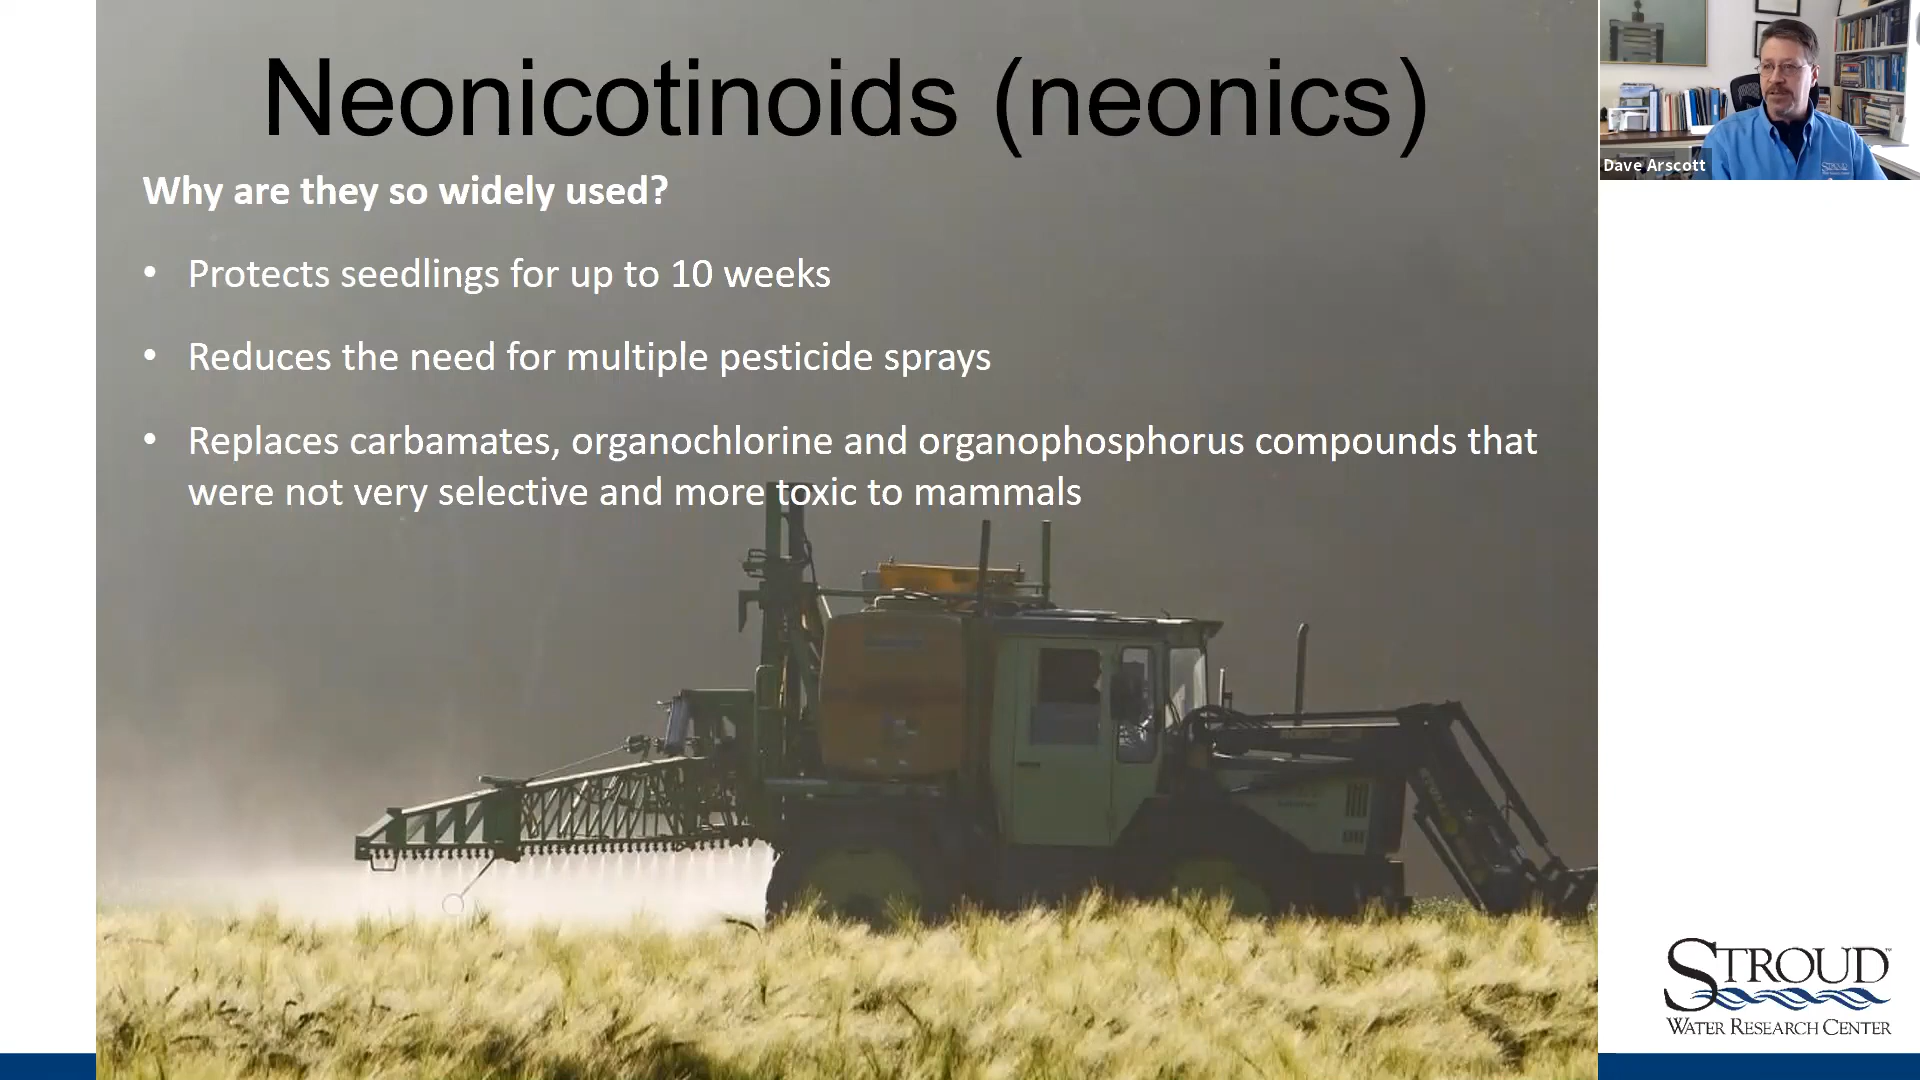 Neonicotinoids (neonics)
Why are they so widely used?
• Protects seedlings for up to 10 weeks
• Reduces the need for multiple pesticide sprays
• Replaces carbamates, organochlorine and organophosphorus compounds that
were not very selective and more toxic to mammals
Dave Arscott
STROUD
STROUD™
WATER RESEARCH CENTER